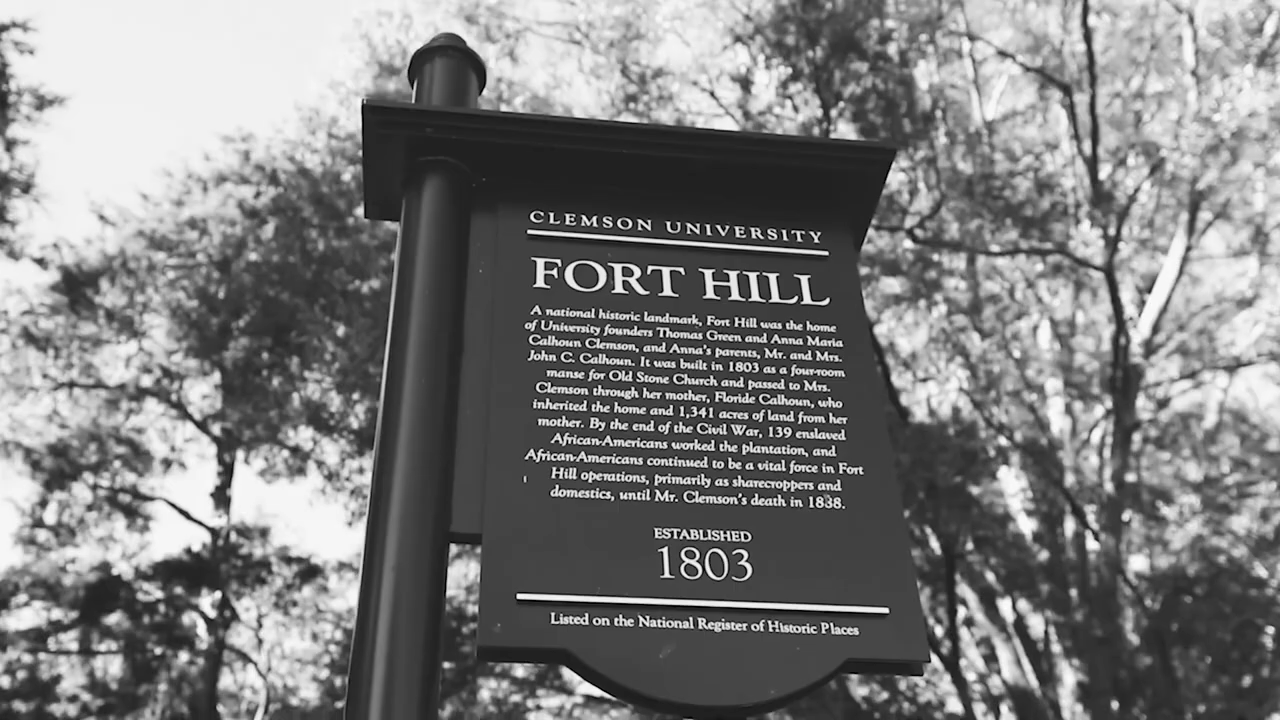 CLEMSON UNIVERSITY
FORT HILL
A national historic landmark, Fort Hill was the home
of University founders Thomas Green and Anna Maria
Calhoun Clemson, and Anna's parents, Mr. and Mrs.
John C. Calhoun. It was built in 1803 as a four-room
manse for Old Stone Church and passed to Mrs.
Clemson through her mother, Floride Calhoun, who
inherited the home and 1,341 acres of land from her
mother. By the end of the Civil War, 139 enslaved
African-Americans worked the plantation, and
African-Americans continued to be a vital force in Fort
Hill operations, primarily as sharecroppers and
domestics, until Mr. Clemson's death in 1838.
ESTABLISHED
1803
Listed on the National Register of Historic Places